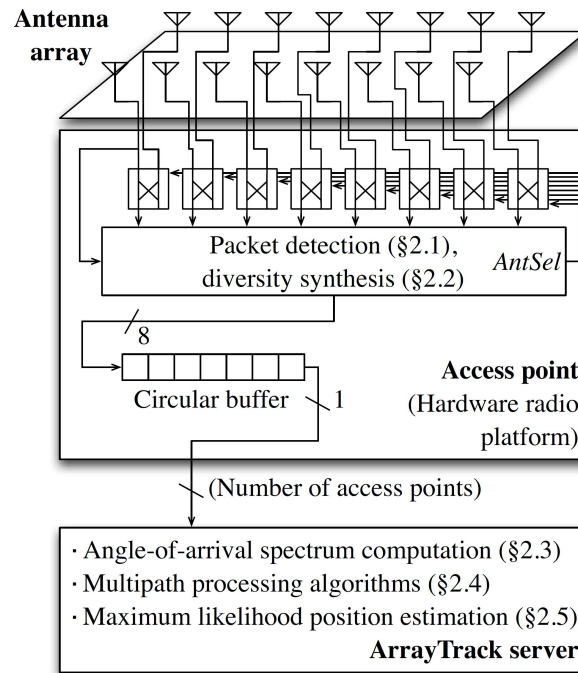 Antenna
array
Packet detection (§2.1),
diversity synthesis (§2.2)
AntSel
8
Circular buffer
1
Access point
(Hardware radio
platform)
(Number of access points)
· Angle-of-arrival spectrum computation (§2.3)
· Multipath processing algorithms (§2.4)
· Maximum likelihood position estimation (§2.5)
ArrayTrack server